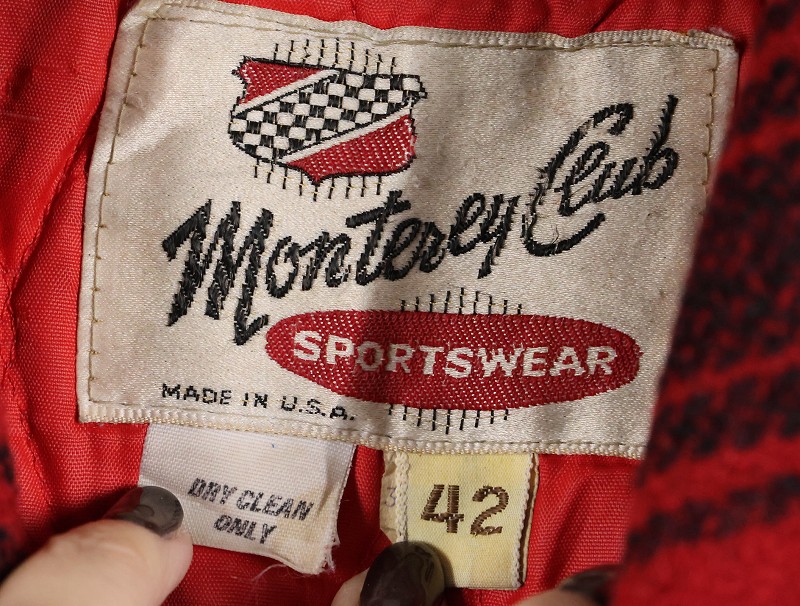 Monterey Club
SPORTSWEAR
MADE IN U.S.A.
DRY CLEAN
ONLY
42